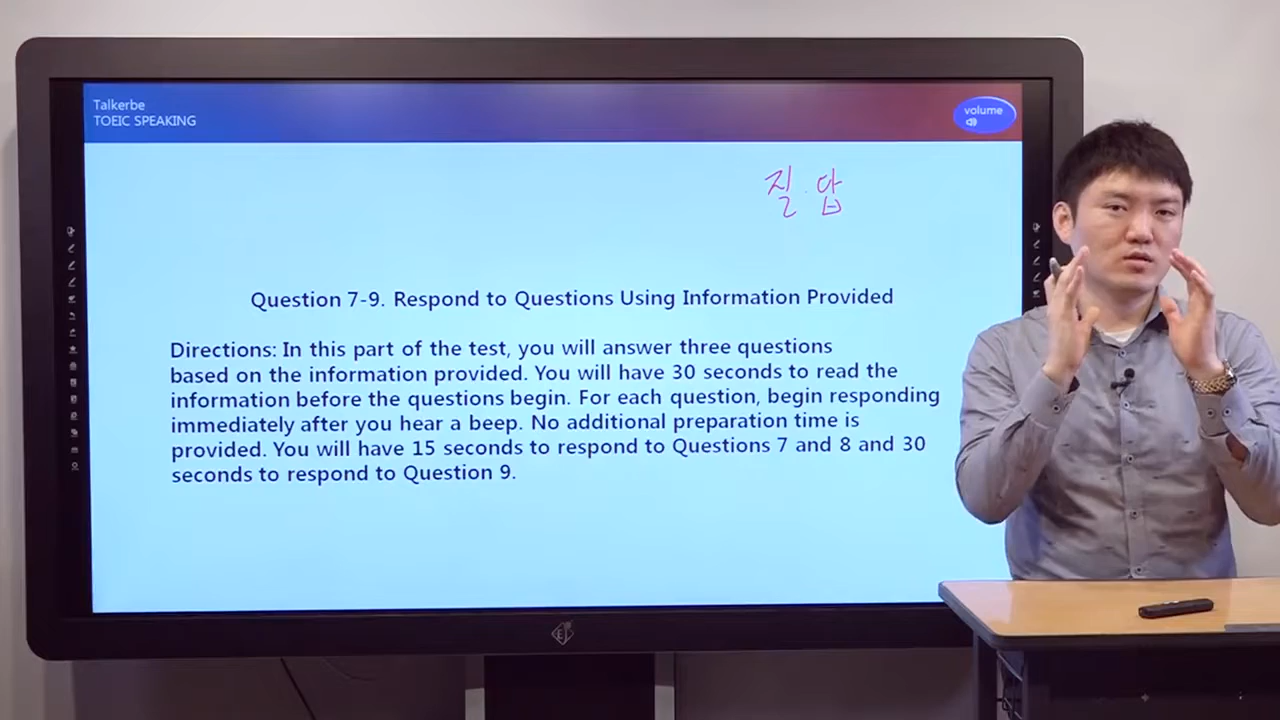 Talkerbe
TOEIC SPEAKING
volume
질.답
Question 7-9. Respond to Questions Using Information Provided
Directions: In this part of the test, you will answer three questions
based on the information provided. You will have 30 seconds to read the
information before the questions begin. For each question, begin responding
immediately after you hear a beep. No additional preparation time is
provided. You will have 15 seconds to respond to Questions 7 and 8 and 30
seconds to respond to Question 9.